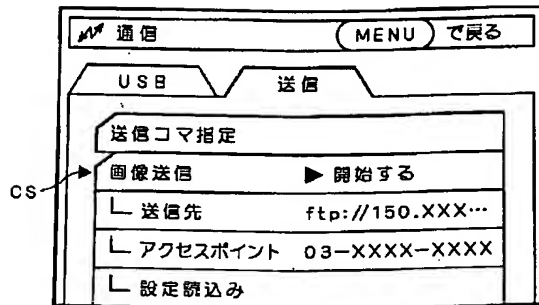 通信 MENU で戻る
USB 送信
送信コマ指定
CS 画像送信 ▶ 開始する
送信先 ftp://150.XXX…
アクセスポイント 03-XXXX-XXXX
設定読込み